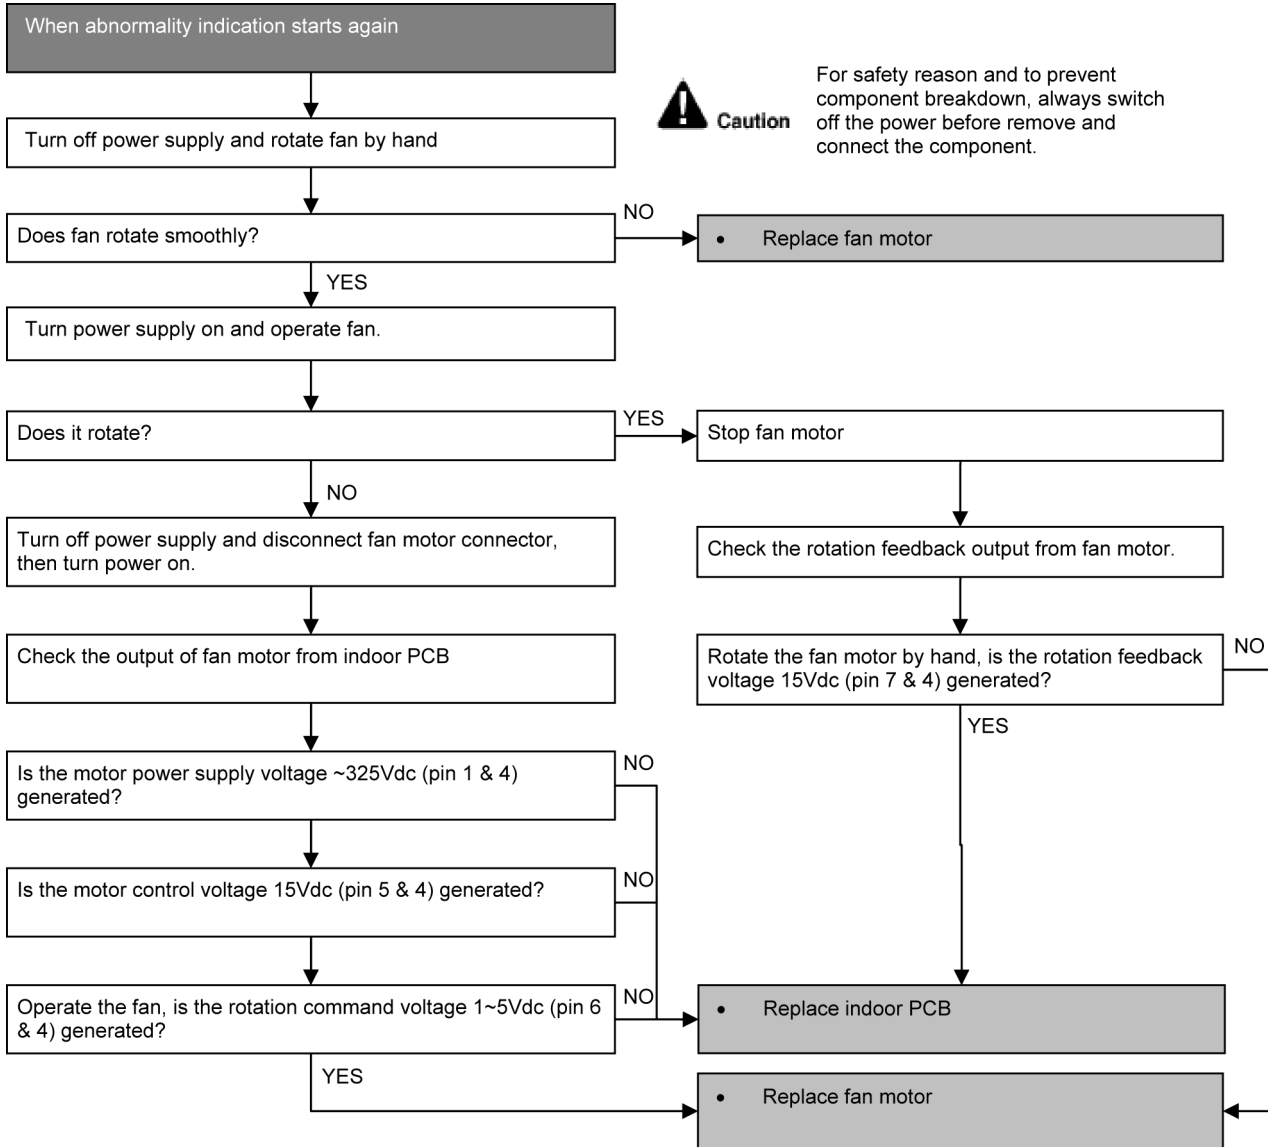 When abnormality indication starts again
For safety reason and to prevent
component breakdown, always switch
off the power before remove and
connect the component.
Caution
Turn off power supply and rotate fan by hand
Does fan rotate smoothly?
NO
• Replace fan motor
YES
Turn power supply on and operate fan.
Does it rotate?
YES
Stop fan motor
NO
Turn off power supply and disconnect fan motor connector,
then turn power on.
Check the rotation feedback output from fan motor.
Check the output of fan motor from indoor PCB
Rotate the fan motor by hand, is the rotation feedback
voltage 15Vdc (pin 7 & 4) generated?
NO
YES
Is the motor power supply voltage ~325Vdc (pin 1 & 4)
generated?
NO
Is the motor control voltage 15Vdc (pin 5 & 4) generated?
NO
Operate the fan, is the rotation command voltage 1~5Vdc (pin 6
& 4) generated?
NO
• Replace indoor PCB
YES
• Replace fan motor